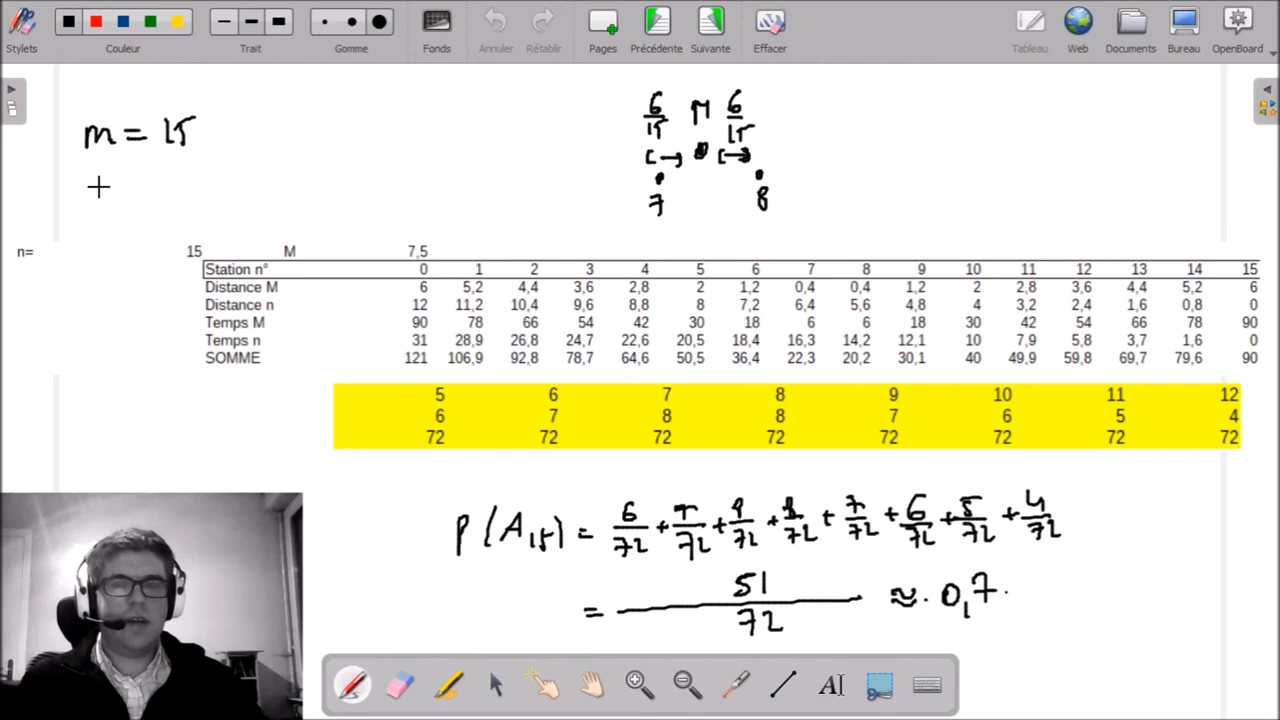 Stylets Couleur Trait Gomme Fonds Annuler Rétablir Pages Précédente Suivante Effacer Tableau Web Documents Bureau OpenBoard
m = 15
6/15 M 6/15
7 8
n= 15 M 7,5
Station n° 0 1 2 3 4 5 6 7 8 9 10 11 12 13 14 15
Distance M 6 5,2 4,4 3,6 2,8 2 1,2 0,4 0,4 1,2 2 2,8 3,6 4,4 5,2 6
Distance n 12 11,2 10,4 9,6 8,8 8 7,2 6,4 5,6 4,8 4 3,2 2,4 1,6 0,8 0
Temps M 90 78 66 54 42 30 18 6 6 18 30 42 54 66 78 90
Temps n 31 28,9 26,8 24,7 22,6 20,5 18,4 16,3 14,2 12,1 10 7,9 5,8 3,7 1,6 0
SOMME 121 106,9 92,8 78,7 64,6 50,5 36,4 22,3 20,2 30,1 40 49,9 59,8 69,7 79,6 90
5 6 7 8 9 10 11 12
6 7 8 8 7 6 5 4
72 72 72 72 72 72 72 72
P(A15) = 6/72 + 7/72 + 8/72 + 8/72 + 7/72 + 6/72 + 5/72 + 4/72
= 51/72 ≈ 0,7
AI